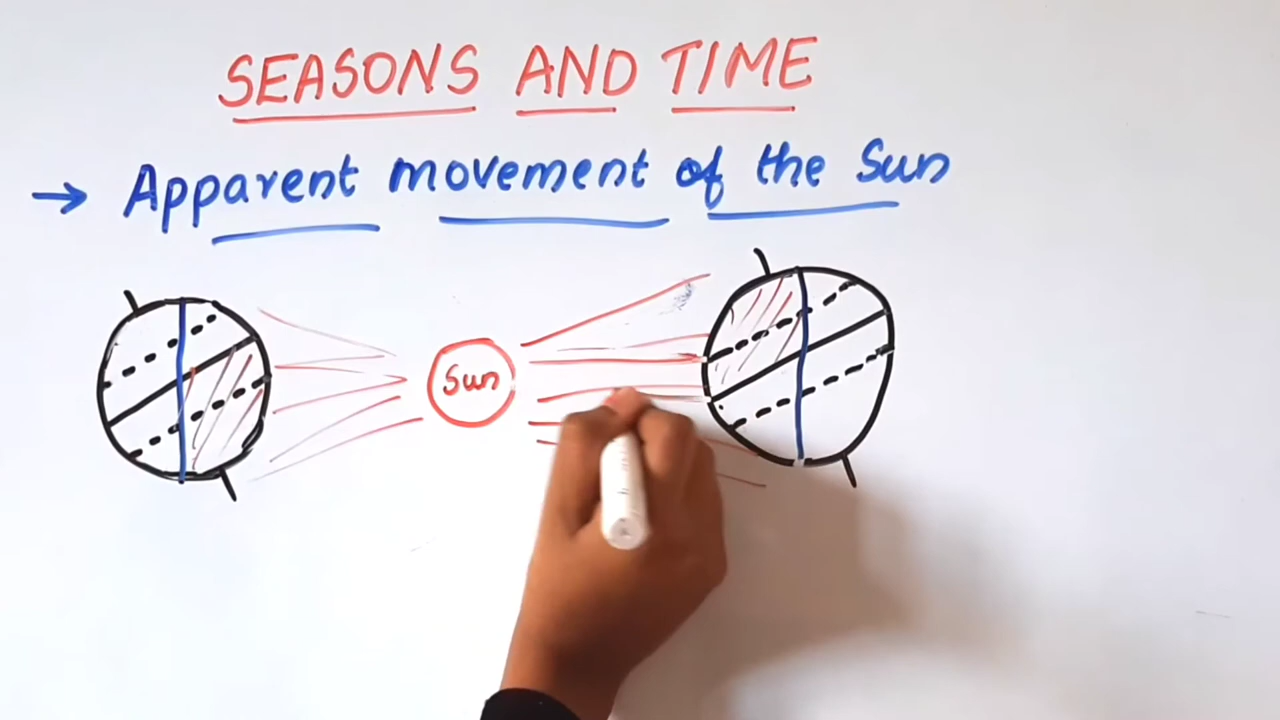 SEASONS AND TIME
→ Apparent movement of the Sun
Sun